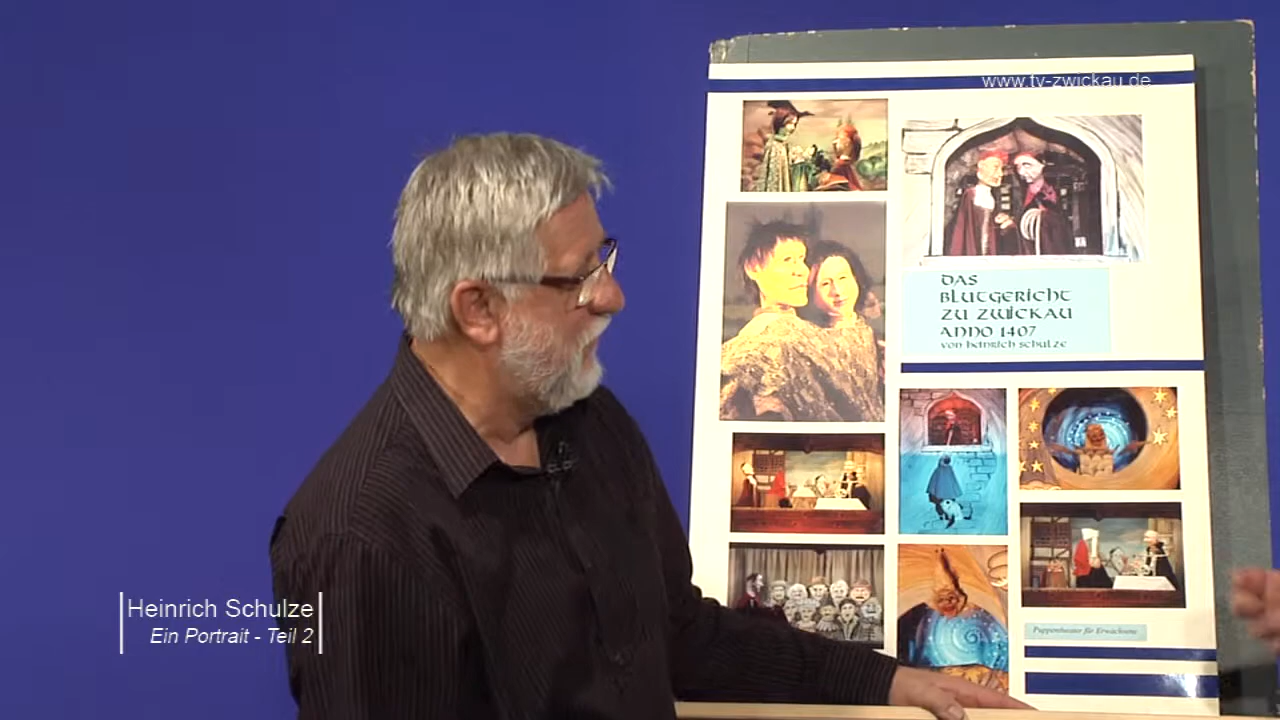 www.tv-zwickau.de
DAS
BLUTGERICHT
ZU ZWICKAU
ANNO 1407
VON HEINRICH SCHULZE
Puppentheater für Erwachsene
Heinrich Schulze
Ein Portrait - Teil 2